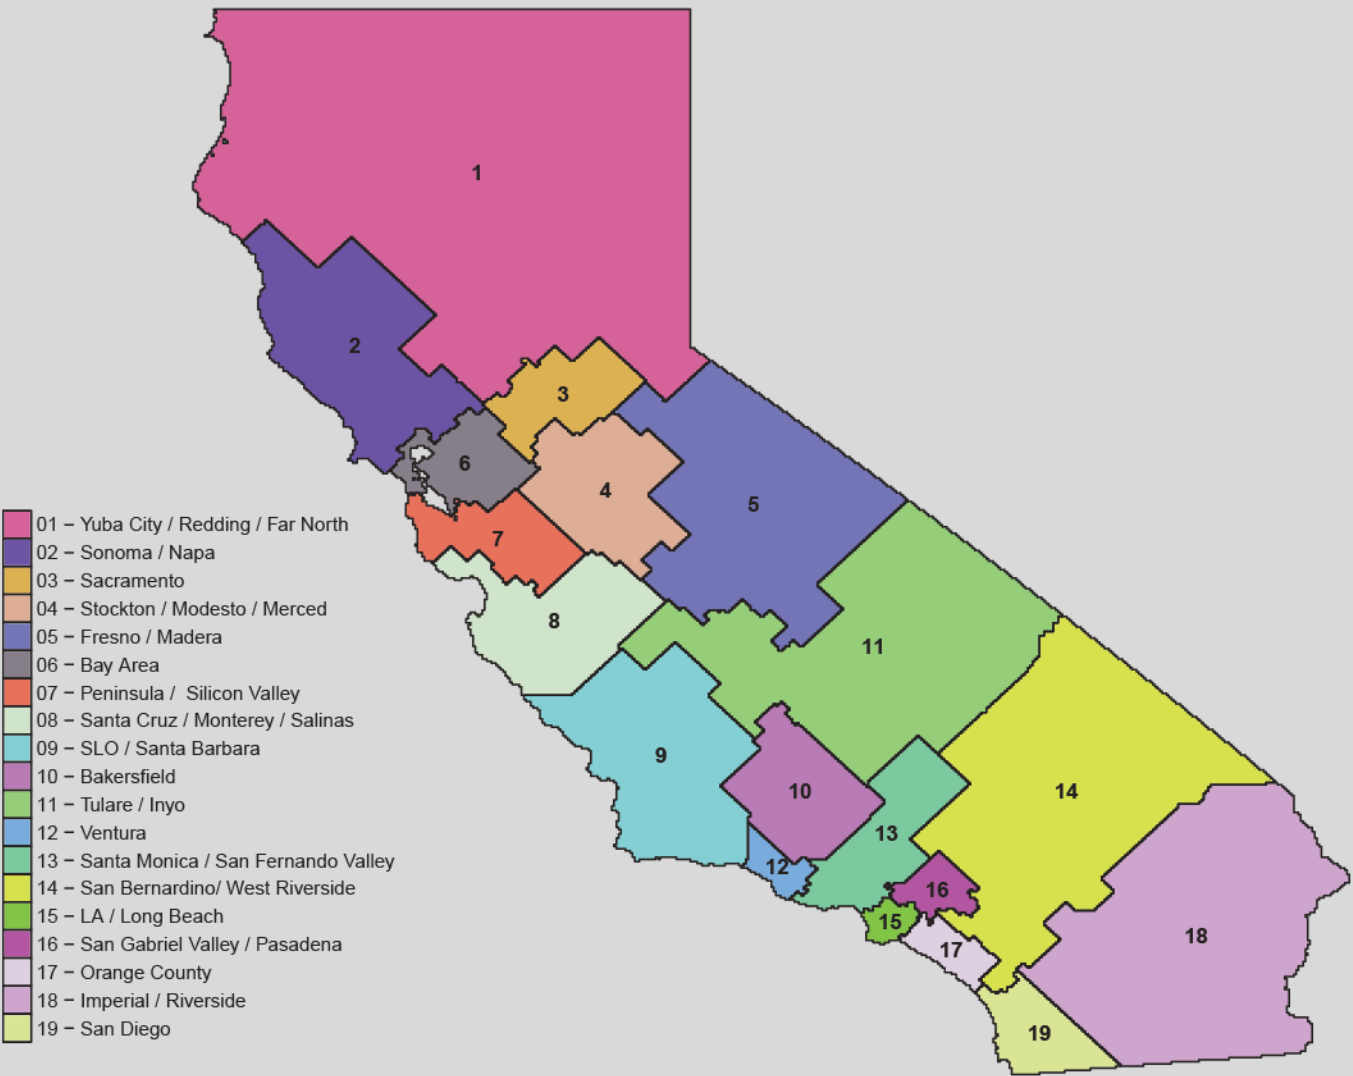 1
2
3
6
4
5
7
8
11
9
10
14
13
12
16
15
17
18
19
01 – Yuba City / Redding / Far North
02 – Sonoma / Napa
03 – Sacramento
04 – Stockton / Modesto / Merced
05 – Fresno / Madera
06 – Bay Area
07 – Peninsula /  Silicon Valley
08 – Santa Cruz / Monterey / Salinas
09 – SLO / Santa Barbara
10 – Bakersfield
11 – Tulare / Inyo
12 – Ventura
13 – Santa Monica / San Fernando Valley
14 – San Bernardino/ West Riverside
15 – LA / Long Beach
16 – San Gabriel Valley / Pasadena
17 – Orange County
18 – Imperial / Riverside
19 – San Diego